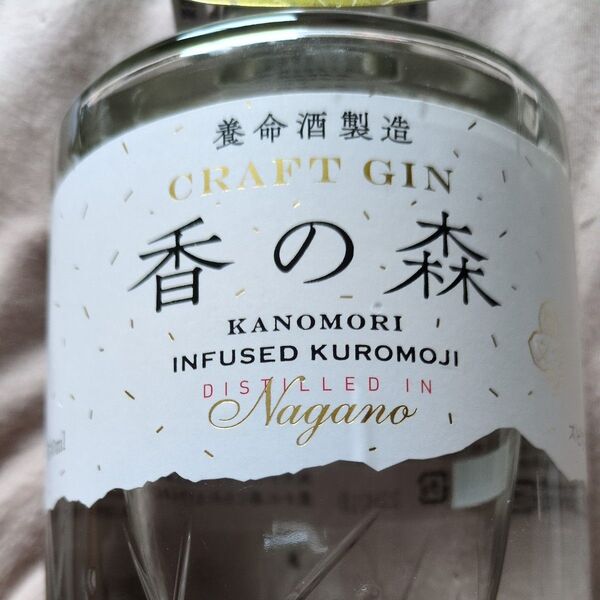 養命酒製造
CRAFT GIN
香の森
KANOMORI
INFUSED KUROMOJI
DISTILLED IN
Nagano